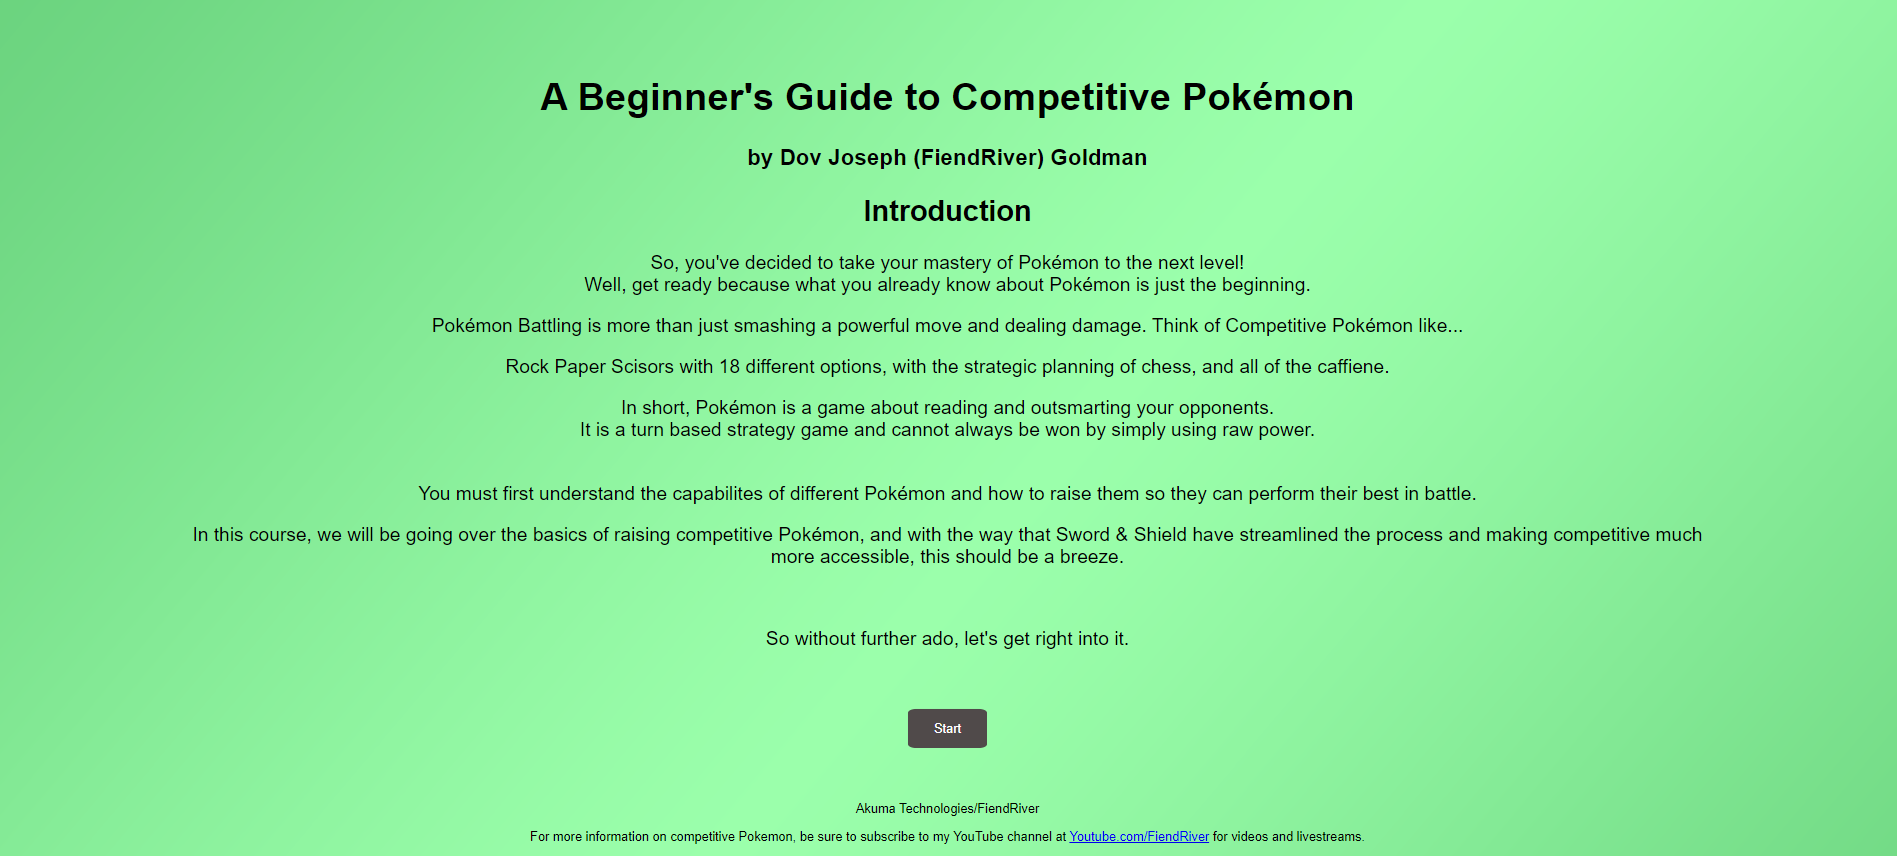 A Beginner's Guide to Competitive Pokémon
by Dov Joseph (FiendRiver) Goldman
Introduction
So, you've decided to take your mastery of Pokémon to the next level!
Well, get ready because what you already know about Pokémon is just the beginning.
Pokémon Battling is more than just smashing a powerful move and dealing damage. Think of Competitive Pokémon like...
Rock Paper Scisors with 18 different options, with the strategic planning of chess, and all of the caffiene.
In short, Pokémon is a game about reading and outsmarting your opponents.
It is a turn based strategy game and cannot always be won by simply using raw power.
You must first understand the capabilites of different Pokémon and how to raise them so they can perform their best in battle.
In this course, we will be going over the basics of raising competitive Pokémon, and with the way that Sword & Shield have streamlined the process and making competitive much
more accessible, this should be a breeze.
So without further ado, let's get right into it.
Start
Akuma Technologies/FiendRiver
For more information on competitive Pokemon, be sure to subscribe to my YouTube channel at Youtube.com/FiendRiver for videos and livestreams.